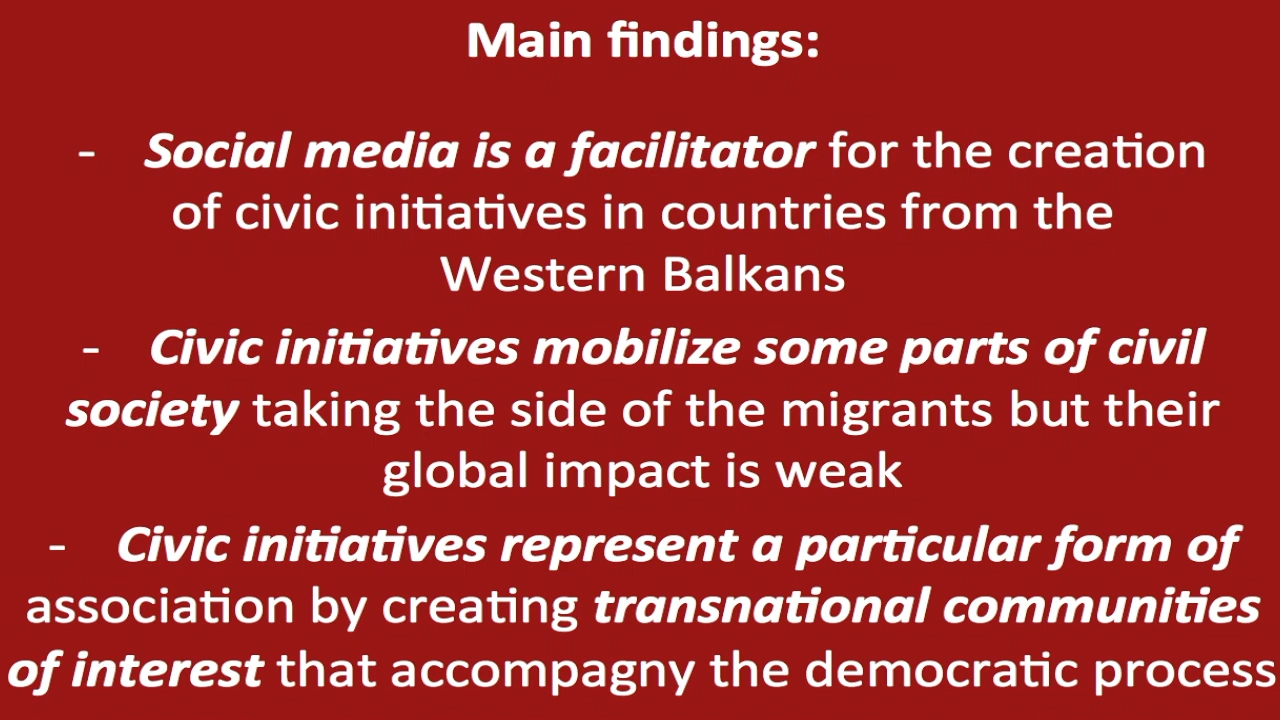 Main findings:
- Social media is a facilitator for the creation
of civic initiatives in countries from the
Western Balkans
- Civic initiatives mobilize some parts of civil
society taking the side of the migrants but their
global impact is weak
- Civic initiatives represent a particular form of
association by creating transnational communities
of interest that accompagny the democratic process